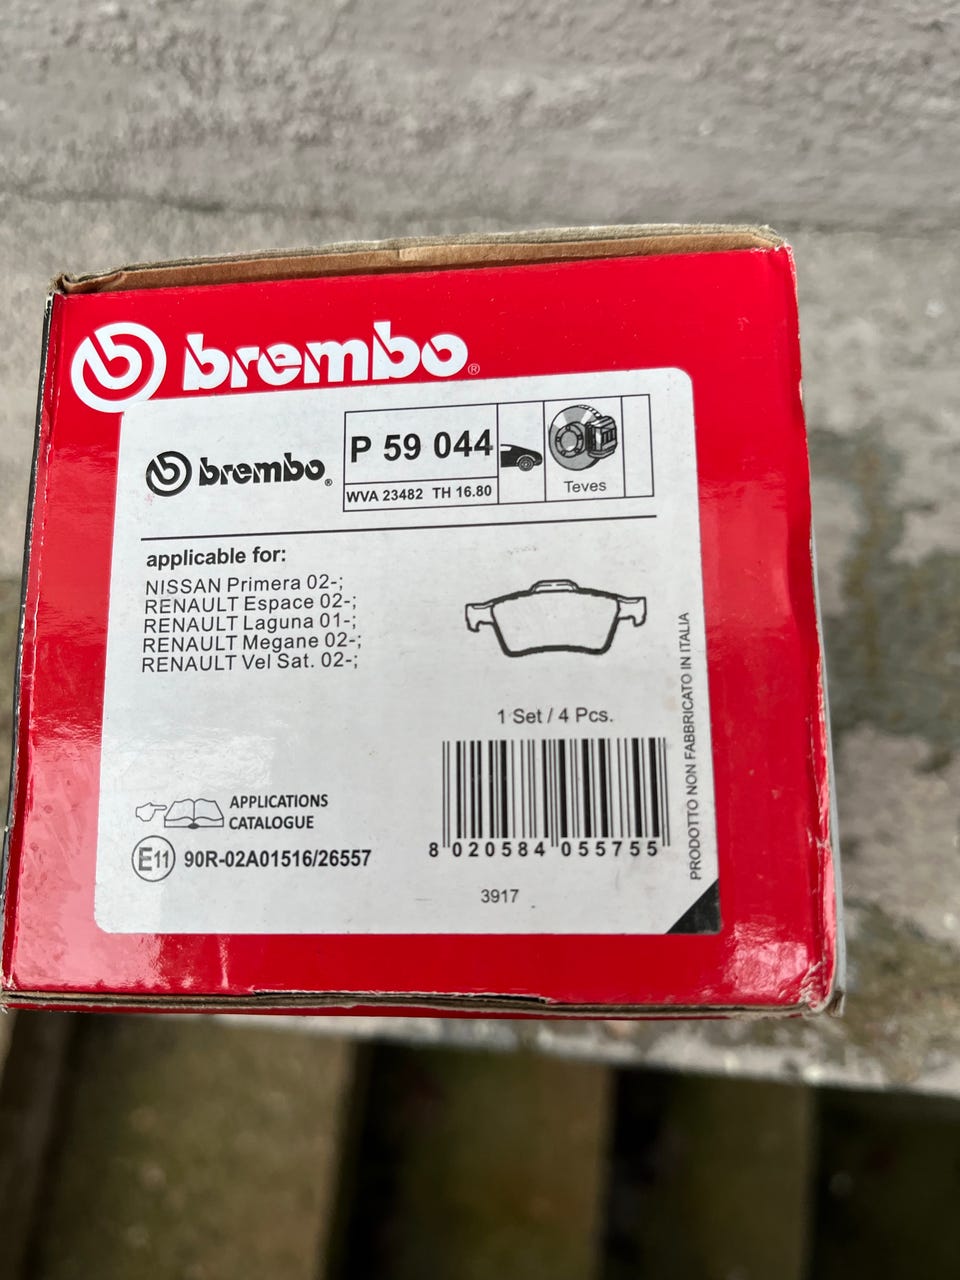 brembo®
brembo®
P 59 044
WVA 23482 TH 16.80
Teves
applicable for:
NISSAN Primera 02-;
RENAULT Espace 02-;
RENAULT Laguna 01-;
RENAULT Megane 02-;
RENAULT Vel Sat. 02-;
1 Set / 4 Pcs.
APPLICATIONS
CATALOGUE
E11 90R-02A01516/26557
8 020584 055755
3917
PRODOTTO NON FABBRICATO IN ITALIA